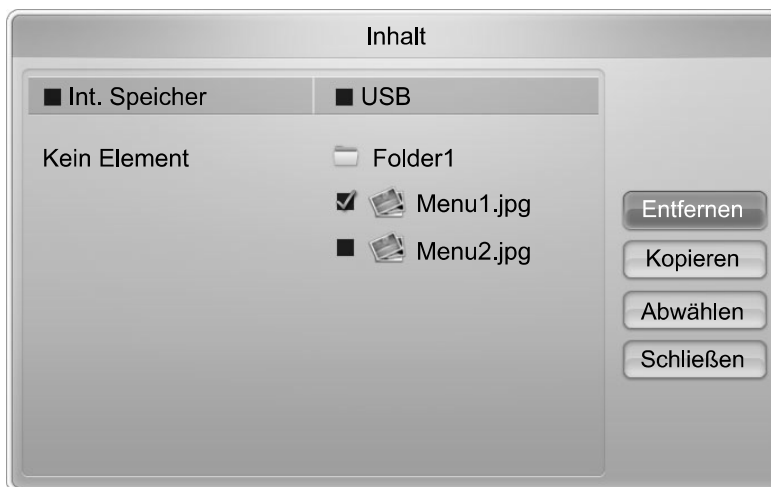 Inhalt
Int. Speicher
USB
Kein Element
Folder1
Menu1.jpg
Menu2.jpg
Entfernen
Kopieren
Abwählen
Schließen